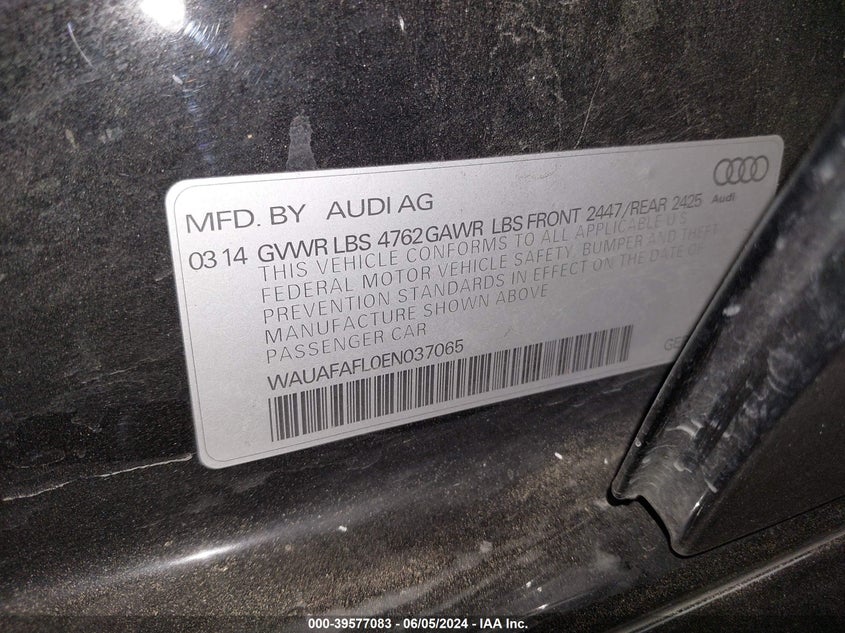 MFD. BY AUDI AG
Audi
03 14 GVWR LBS 4762 GAWR LBS FRONT 2447/REAR 2425
THIS VEHICLE CONFORMS TO ALL APPLICABLE U.S.
FEDERAL MOTOR VEHICLE SAFETY, BUMPER AND THEFT
PREVENTION STANDARDS IN EFFECT ON THE DATE OF
MANUFACTURE SHOWN ABOVE
PASSENGER CAR
WAUAFAFL0EN037065
000-39577083 - 06/05/2024 - IAA Inc.